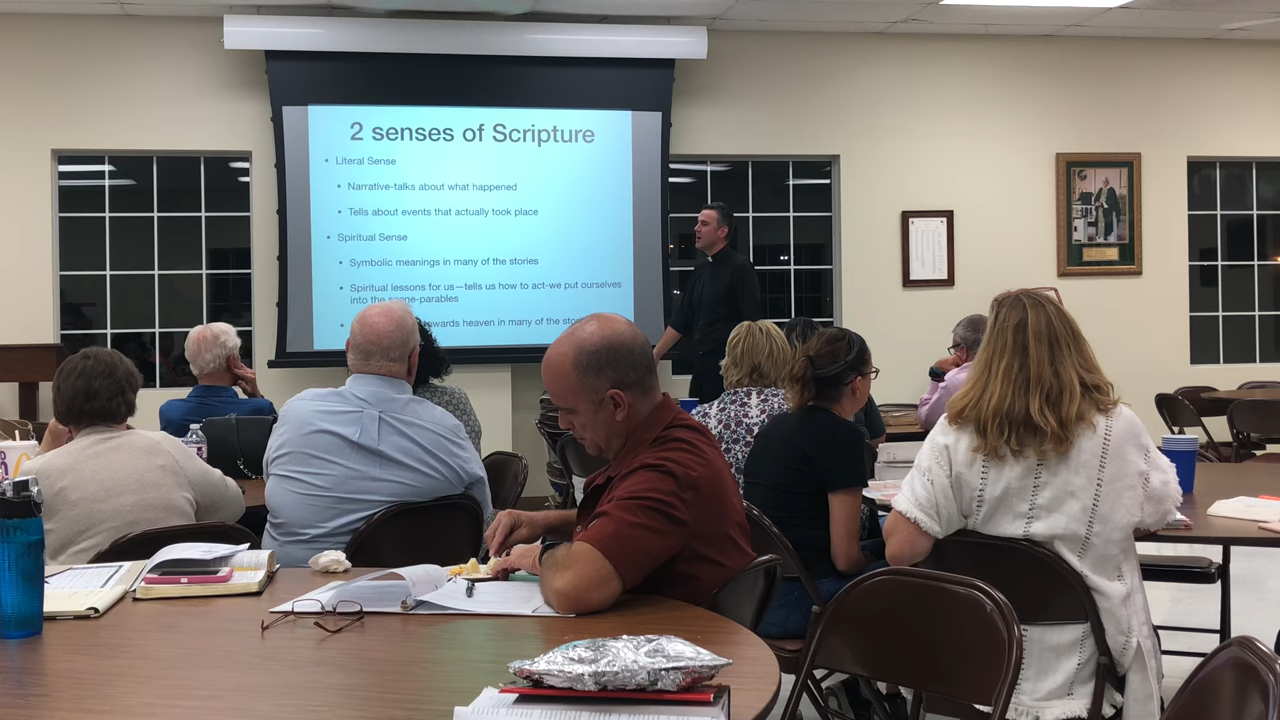 2 senses of Scripture
• Literal Sense
• Narrative-talks about what happened
• Tells about events that actually took place
• Spiritual Sense
• Symbolic meanings in many of the stories
• Spiritual lessons for us—tells us how to act-we put ourselves
into the scene-parables
• towards heaven in many of the